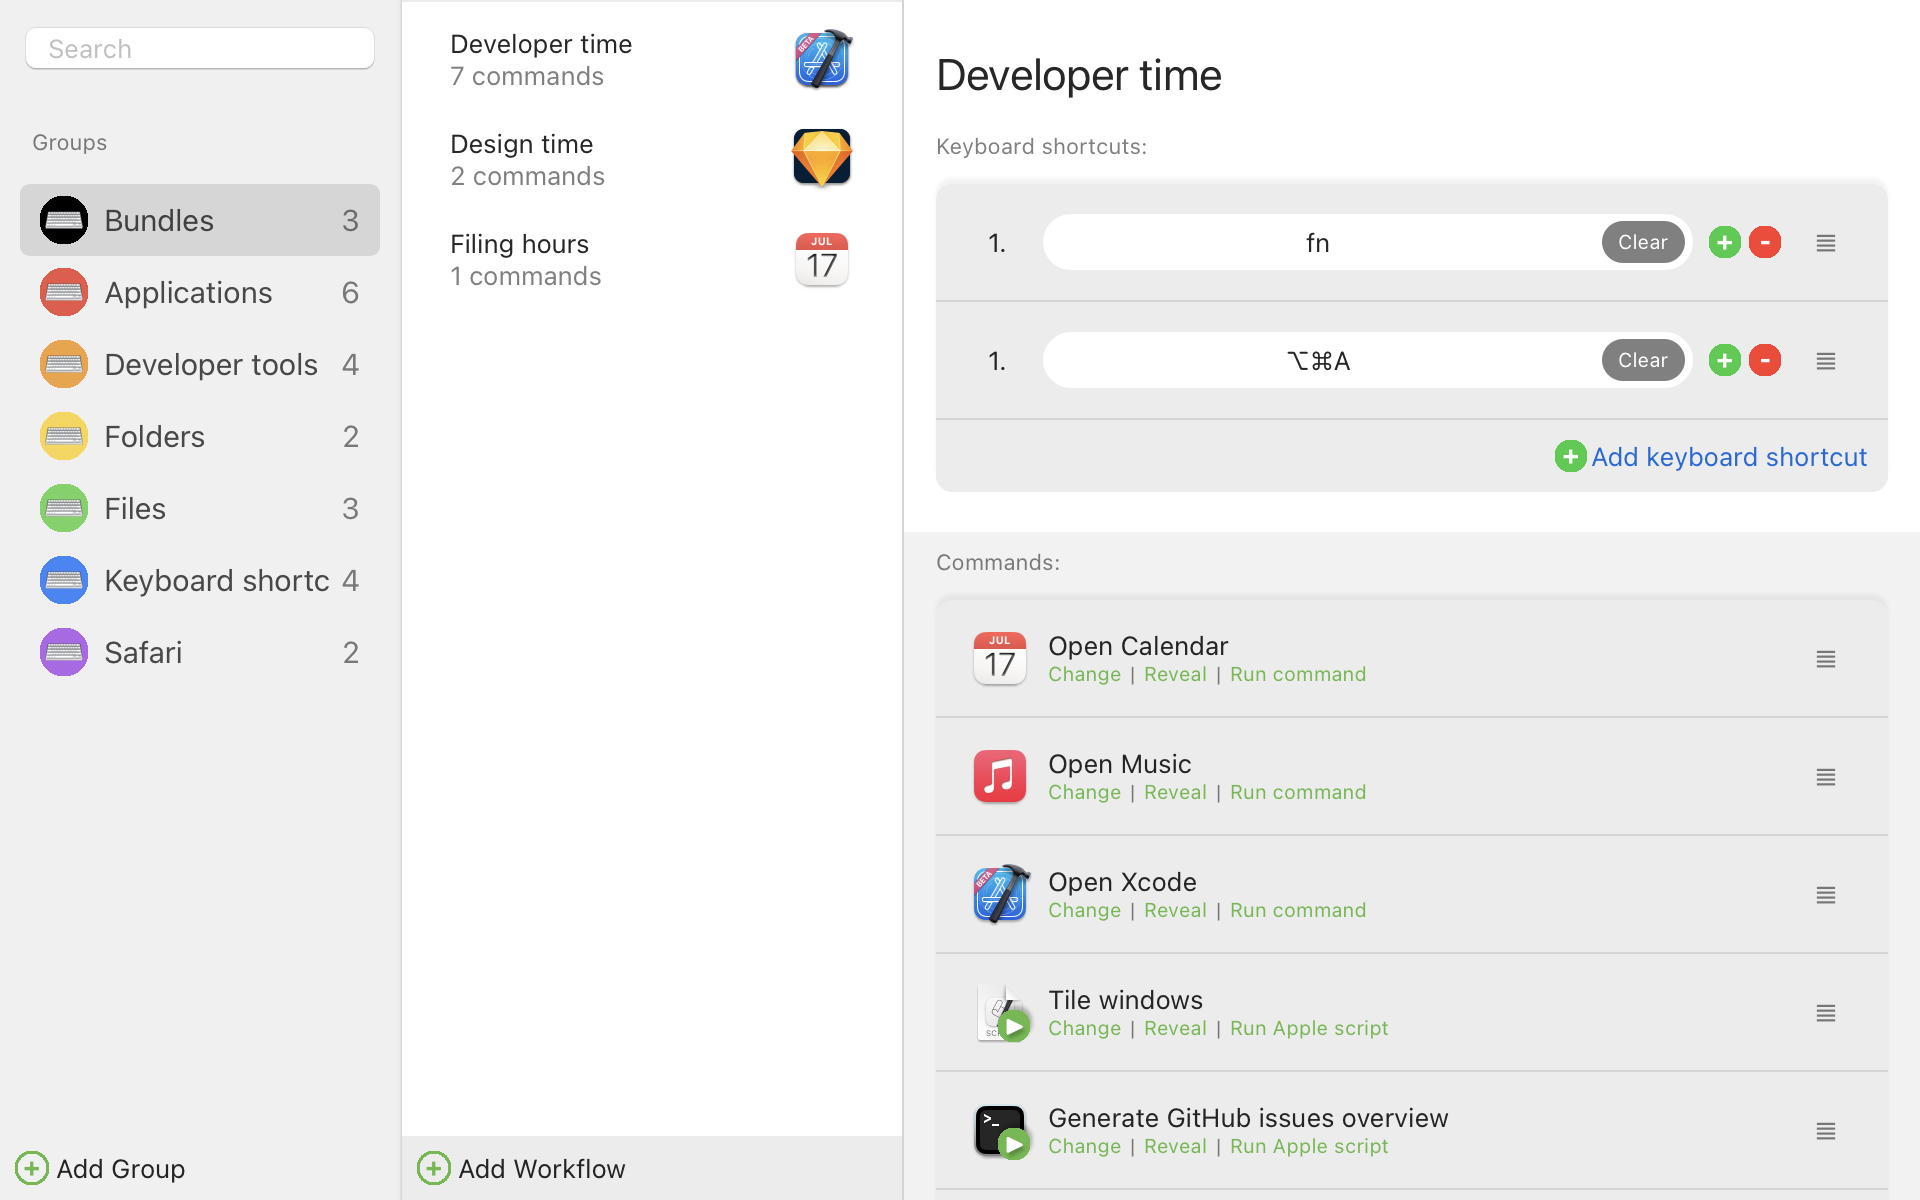 Search
Groups
Bundles 3
Applications 6
Developer tools 4
Folders 2
Files 3
Keyboard shortc 4
Safari 2
Add Group
Developer time
7 commands
BETA
Design time
2 commands
Filing hours
1 commands
JUL
17
Add Workflow
Developer time
Keyboard shortcuts:
1. fn Clear
1. ⌥⌘A Clear
Add keyboard shortcut
Commands:
JUL
17
Open Calendar
Change | Reveal | Run command
Open Music
Change | Reveal | Run command
BETA
Open Xcode
Change | Reveal | Run command
Tile windows
Change | Reveal | Run Apple script
>_
Generate GitHub issues overview
Change | Reveal | Run Apple script